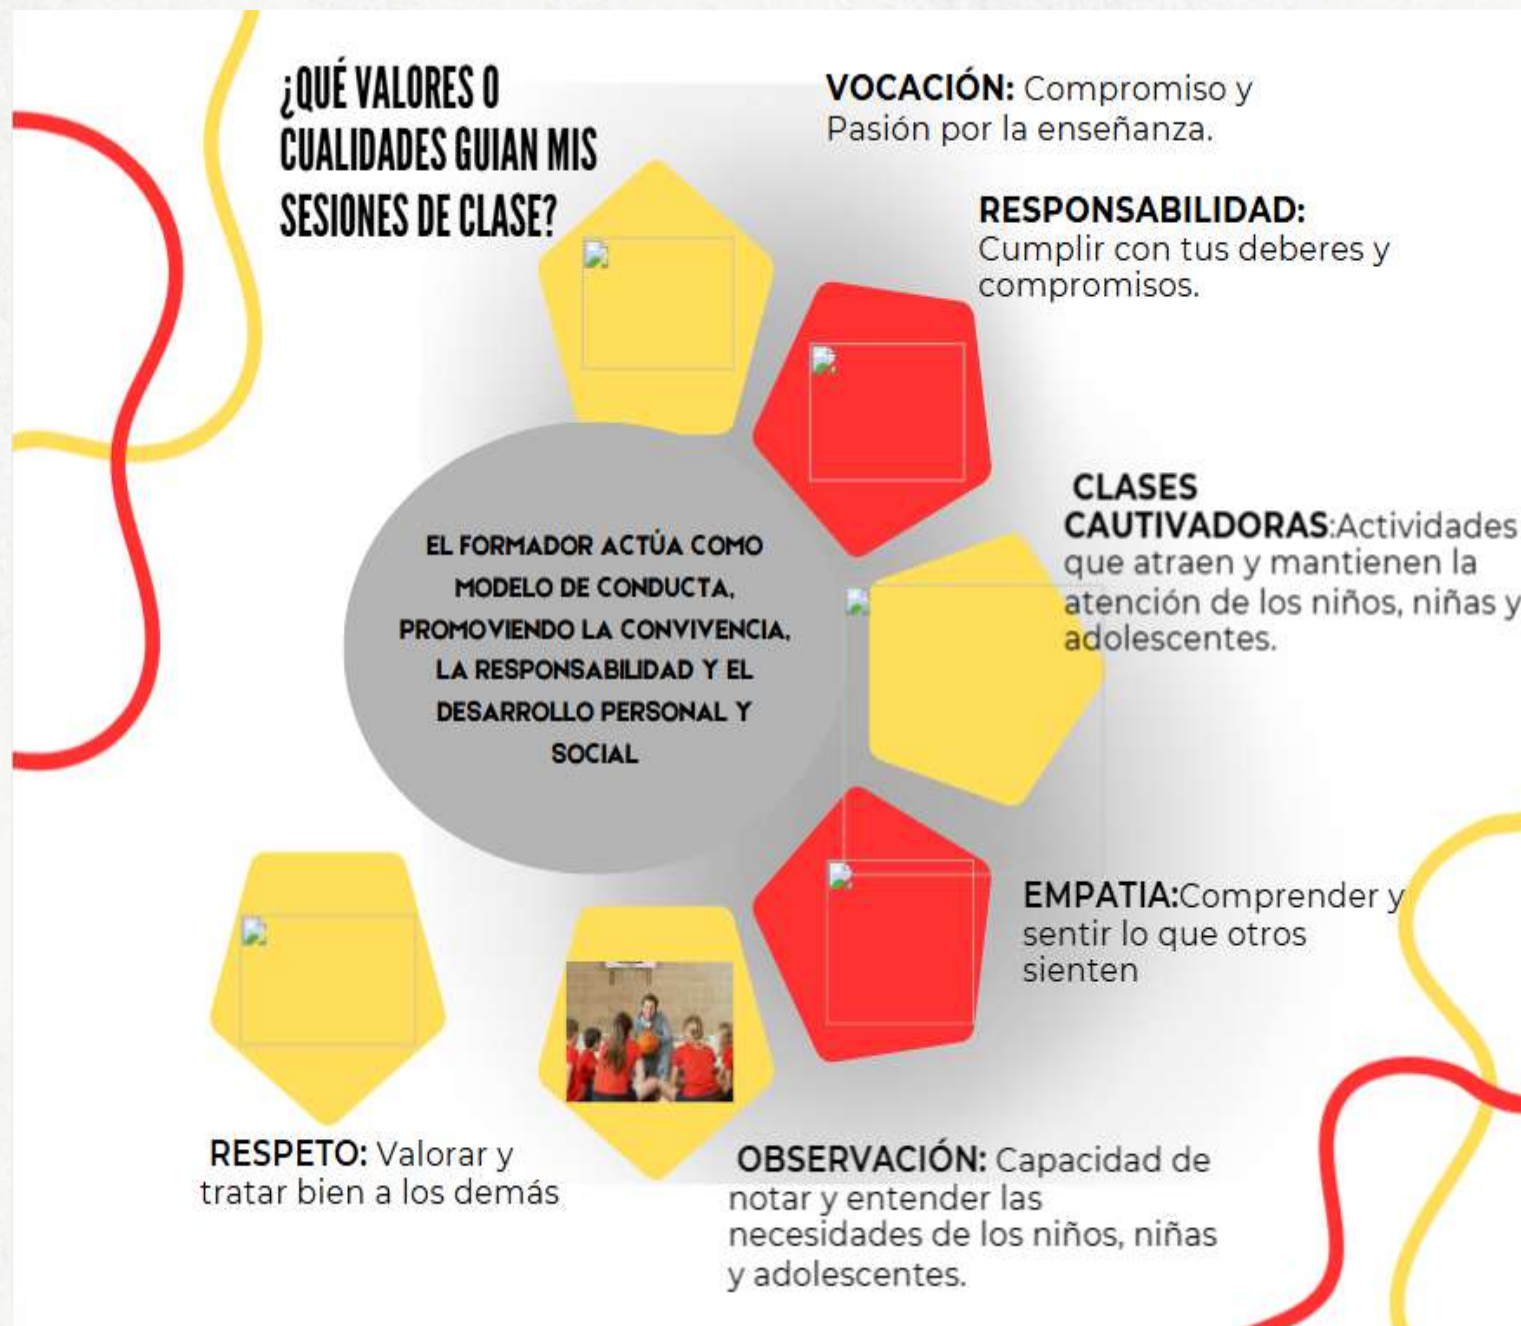 ¿QUÉ VALORES O
CUALIDADES GUIAN MIS
SESIONES DE CLASE?
VOCACIÓN: Compromiso y
Pasión por la enseñanza.
RESPONSABILIDAD:
Cumplir con tus deberes y
compromisos.
CLASES
CAUTIVADORAS:Actividades
que atraen y mantienen la
atención de los niños, niñas y
adolescentes.
EL FORMADOR ACTÚA COMO
MODELO DE CONDUCTA,
PROMOVIENDO LA CONVIVENCIA,
LA RESPONSABILIDAD Y EL
DESARROLLO PERSONAL Y
SOCIAL
EMPATIA:Comprender y
sentir lo que otros
sienten
OBSERVACIÓN: Capacidad de
notar y entender las
necesidades de los niños, niñas
y adolescentes.
RESPETO: Valorar y
tratar bien a los demás